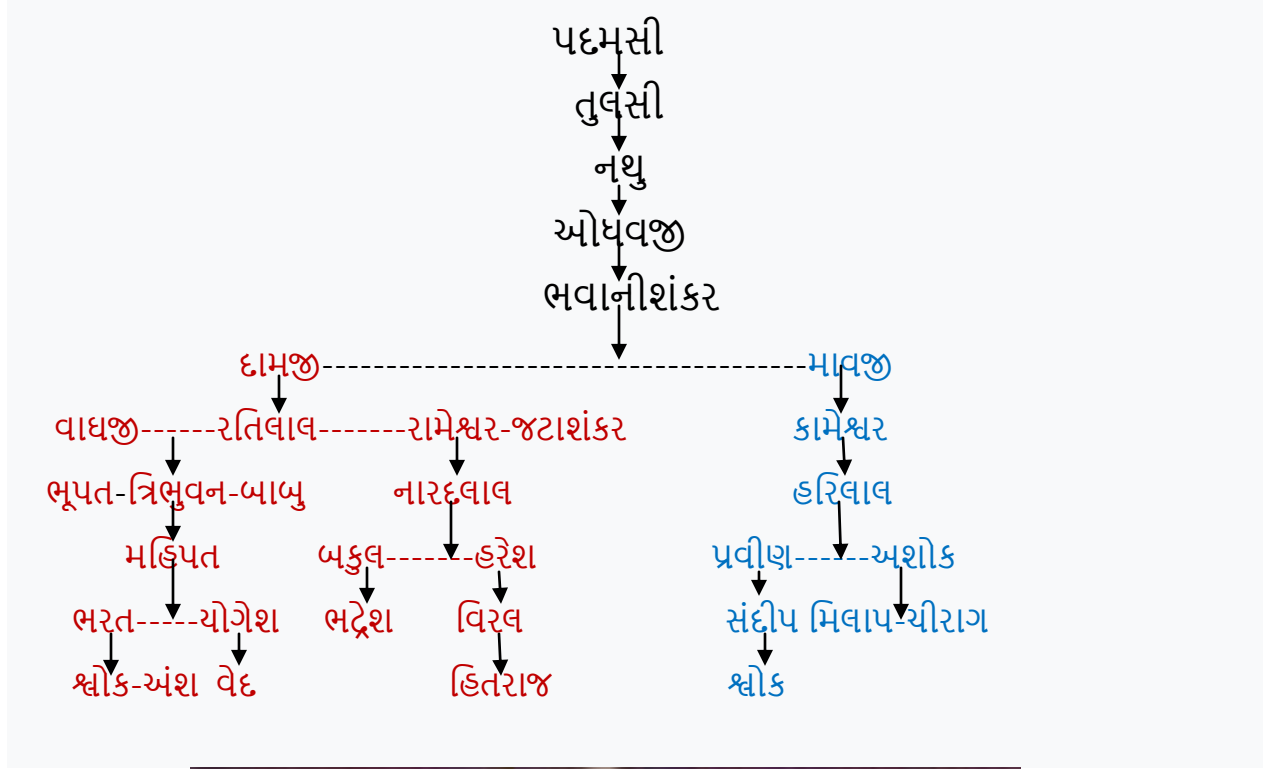 પદમસી
તુલસી
નથુ
ઓધવજી
ભવાનીશંકર
દામજી------------------------------------માવજી
વાઘજી------રતિલાલ-------રામેશ્વર-જટાશંકર કામેશ્વર
ભૂપત-ત્રિભુવન-બાબુ નારદલાલ હરિલાલ
મહિપત બકુલ-------હરેશ પ્રવીણ------અશોક
ભરત-----યોગેશ ભદ્રેશ વિરલ સંદીપ મિલાપ-ચીરાગ
શ્લોક-અંશ વેદ હિતરાજ શ્લોક